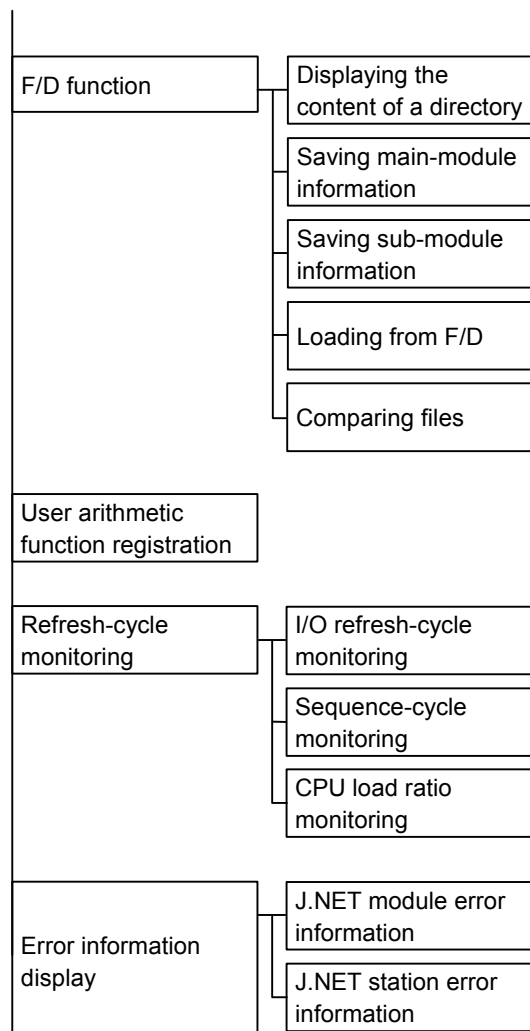 F/D function
Displaying the
content of a directory
Saving main-module
information
Saving sub-module
information
Loading from F/D
Comparing files
User arithmetic
function registration
Refresh-cycle
monitoring
I/O refresh-cycle
monitoring
Sequence-cycle
monitoring
CPU load ratio
monitoring
Error information
display
J.NET module error
information
J.NET station error
information